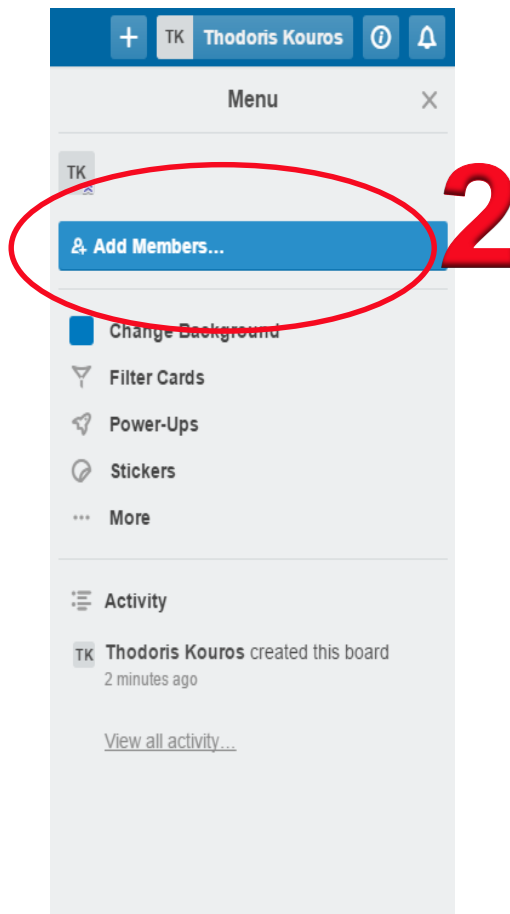 + TK Thodoris Kouros
Menu
TK
Add Members...
2
Change Background
Filter Cards
Power-Ups
Stickers
... More
Activity
TK Thodoris Kouros created this board
2 minutes ago
View all activity...